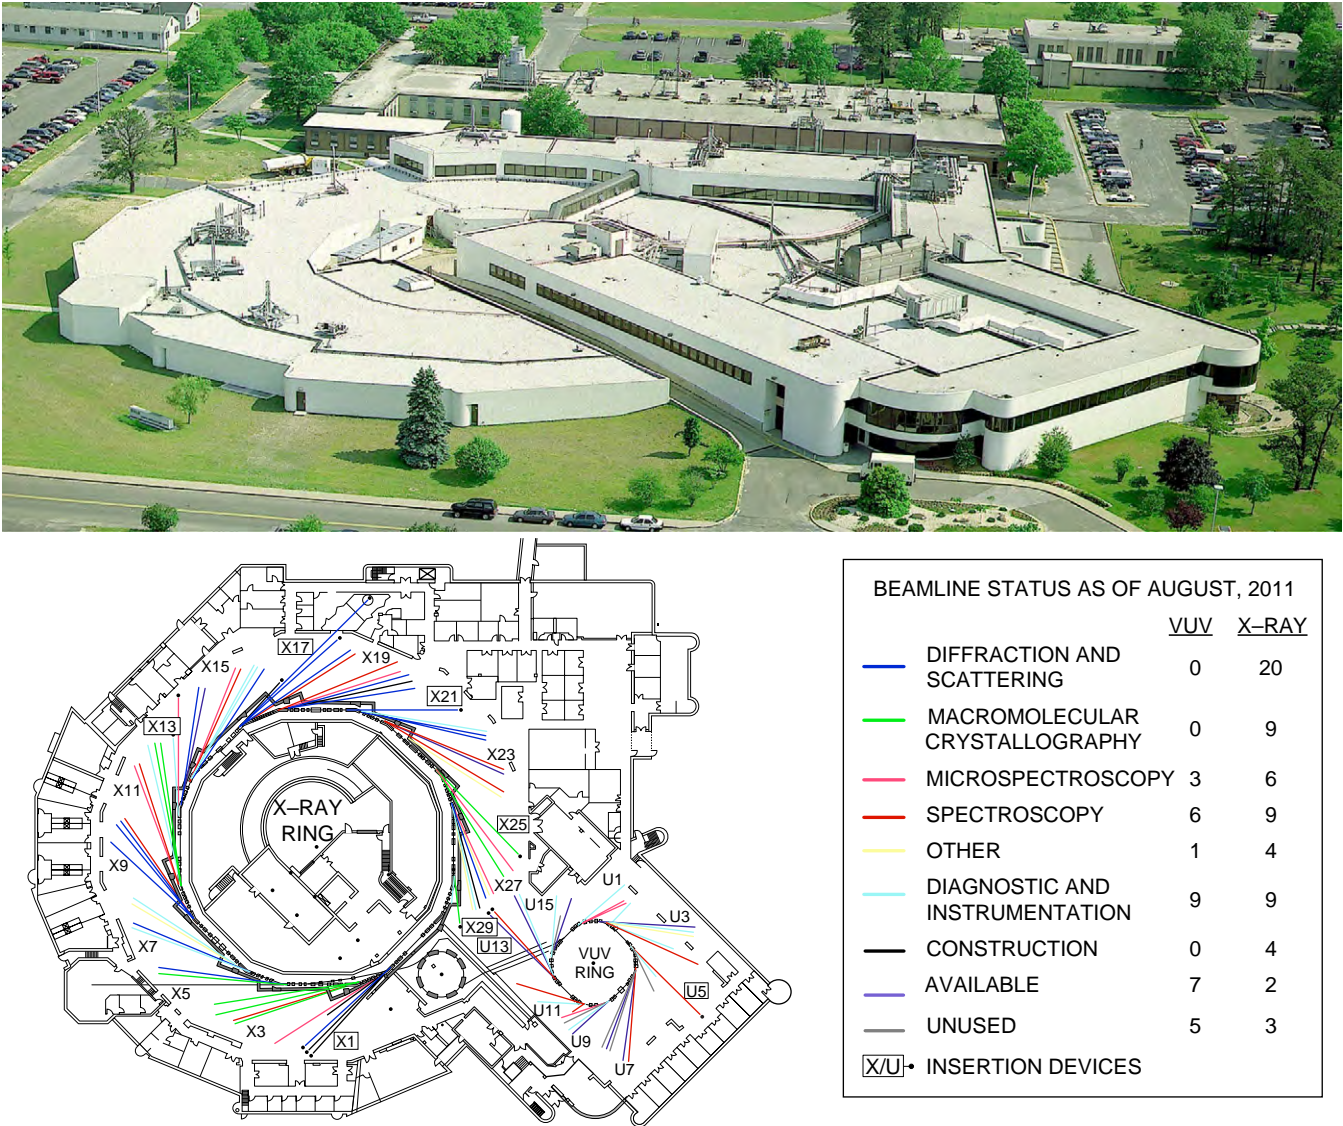 X17
X19
X15
X21
X13
X23
X11
X–RAY
RING
X25
X9
U1
X27
U15
U3
X29
U13
X7
VUV
RING
X5
U5
U11
X3
X1
U9
U7
BEAMLINE STATUS AS OF AUGUST, 2011
VUV X–RAY
DIFFRACTION AND
SCATTERING 0 20
MACROMOLECULAR
CRYSTALLOGRAPHY 0 9
MICROSPECTROSCOPY 3 6
SPECTROSCOPY 6 9
OTHER 1 4
DIAGNOSTIC AND
INSTRUMENTATION 9 9
CONSTRUCTION 0 4
AVAILABLE 7 2
UNUSED 5 3
X/U INSERTION DEVICES